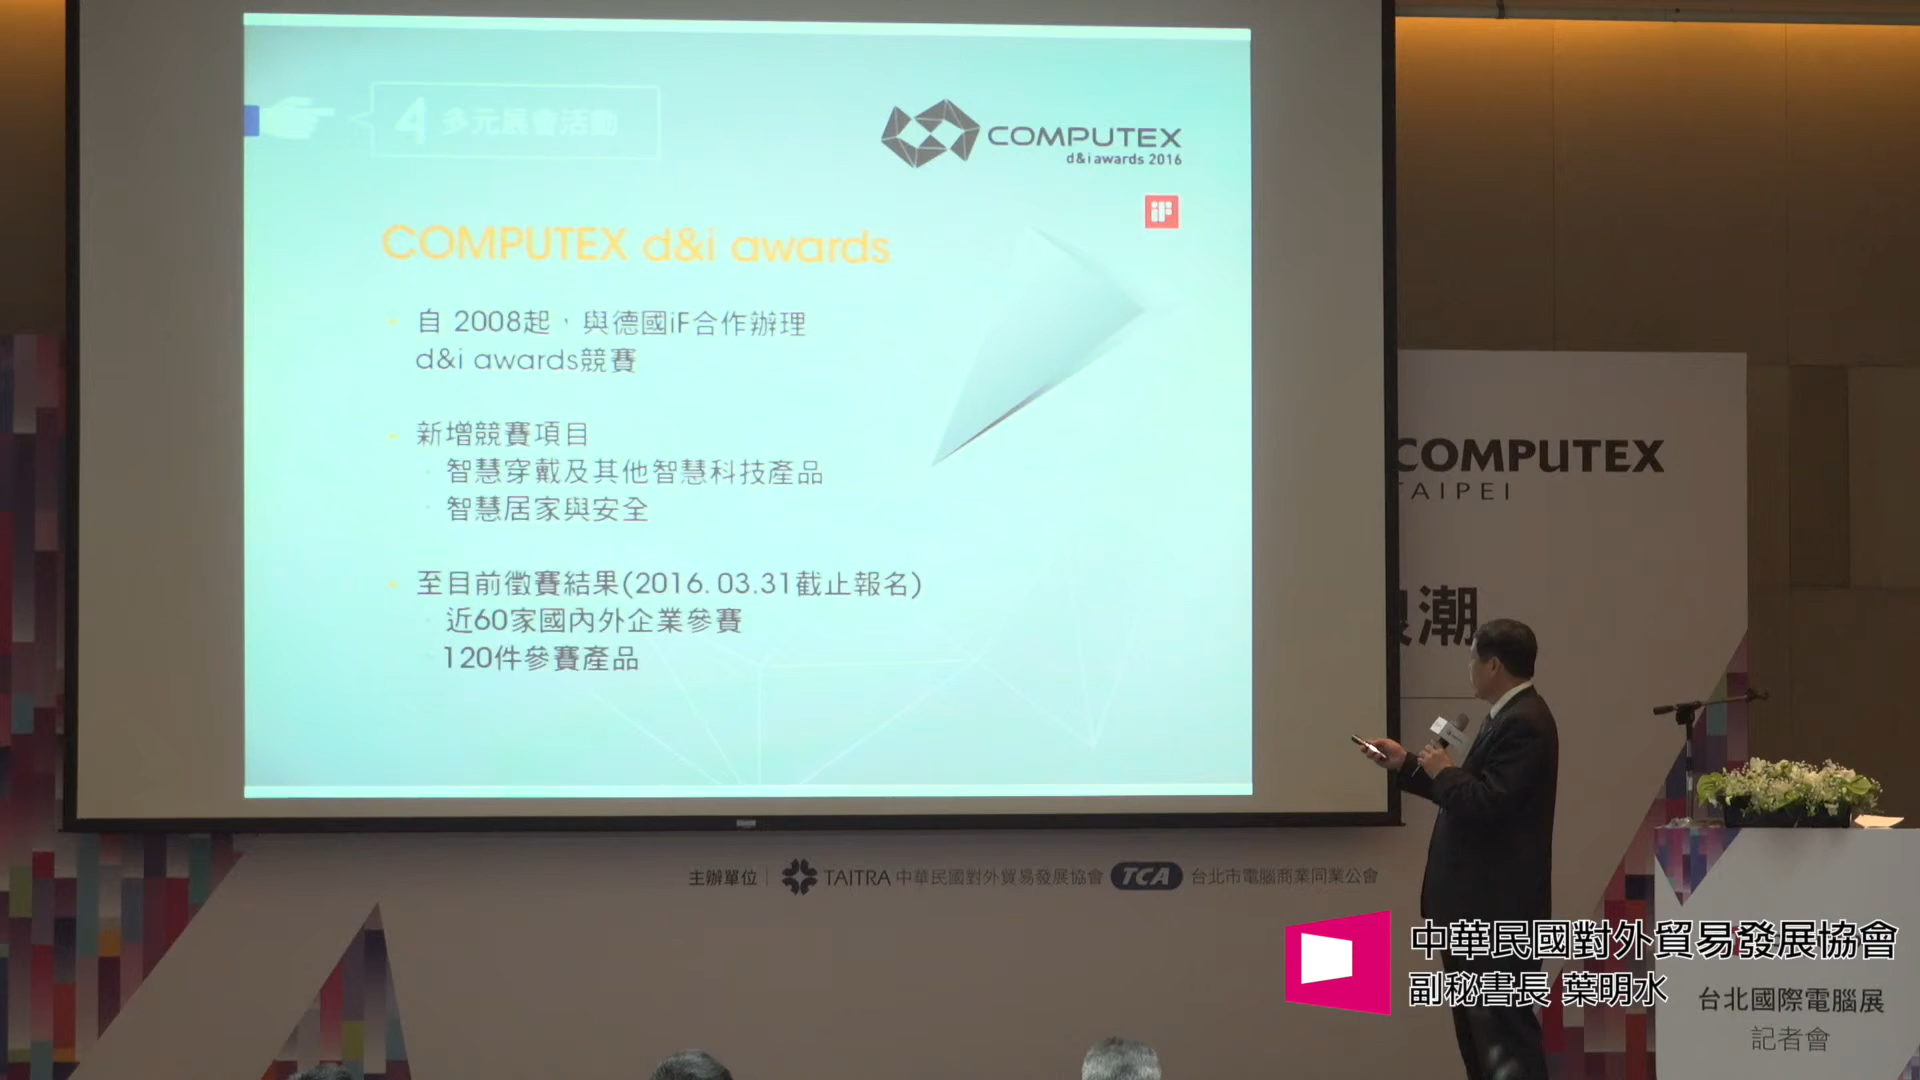 4 多元展會活動
COMPUTEX
d&i awards 2016
iF
COMPUTEX d&i awards
自 2008起，與德國iF合作辦理
d&i awards競賽
新增競賽項目
智慧穿戴及其他智慧科技產品
智慧居家與安全
至目前徵賽結果(2016.03.31截止報名)
近60家國內外企業參賽
120件參賽產品
COMPUTEX
TAIPEI
潮
主辦單位 TAITRA 中華民國對外貿易發展協會 TCA 台北市電腦商業同業公會
中華民國對外貿易發展協會
副秘書長 葉明水
台北國際電腦展
記者會